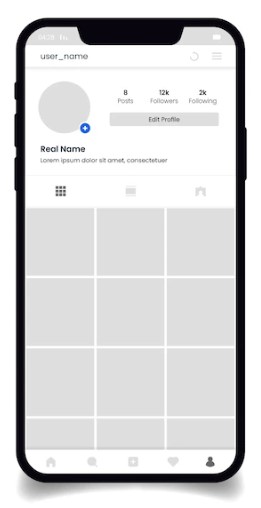 user_name
8 12k 2k
Posts Followers Following
Edit Profile
Real Name
Lorem ipsum dolor sit amet, consectetuer